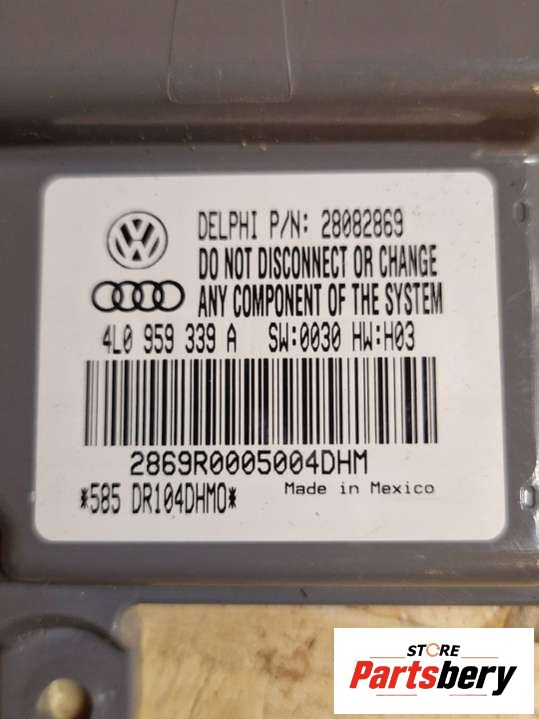 DELPHI P/N: 28082869
DO NOT DISCONNECT OR CHANGE
ANY COMPONENT OF THE SYSTEM
4L0 959 339 A SW:0030 HW:H03
2869R0005004DHM
*585 DR104DHM0* Made in Mexico
STORE
Partsbery